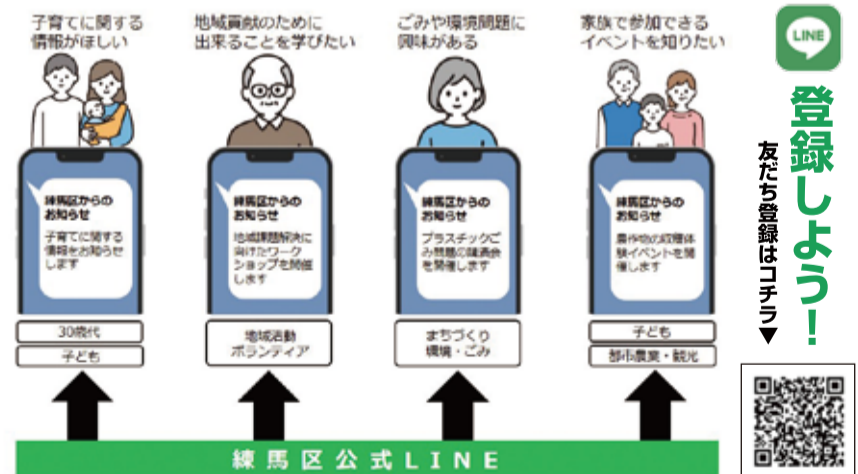 子育てに関する
情報がほしい
練馬区からの
お知らせ
子育てに関する
情報をお知らせ
します
30歳代
子ども
地域貢献のために
出来ることを学びたい
練馬区からの
お知らせ
地域課題解決に
向けたワーク
ショップを開催
します
地域活動
ボランティア
ごみや環境問題に
興味がある
練馬区からの
お知らせ
プラスチックご
み問題の講演会
を開催します
まちづくり
環境・ごみ
家族で参加できる
イベントを知りたい
練馬区からの
お知らせ
農作物の収穫体
験イベントを開
催します
子ども
都市農業・観光
練馬区公式LINE
LINE
登録しよう！
友だち登録はコチラ▼